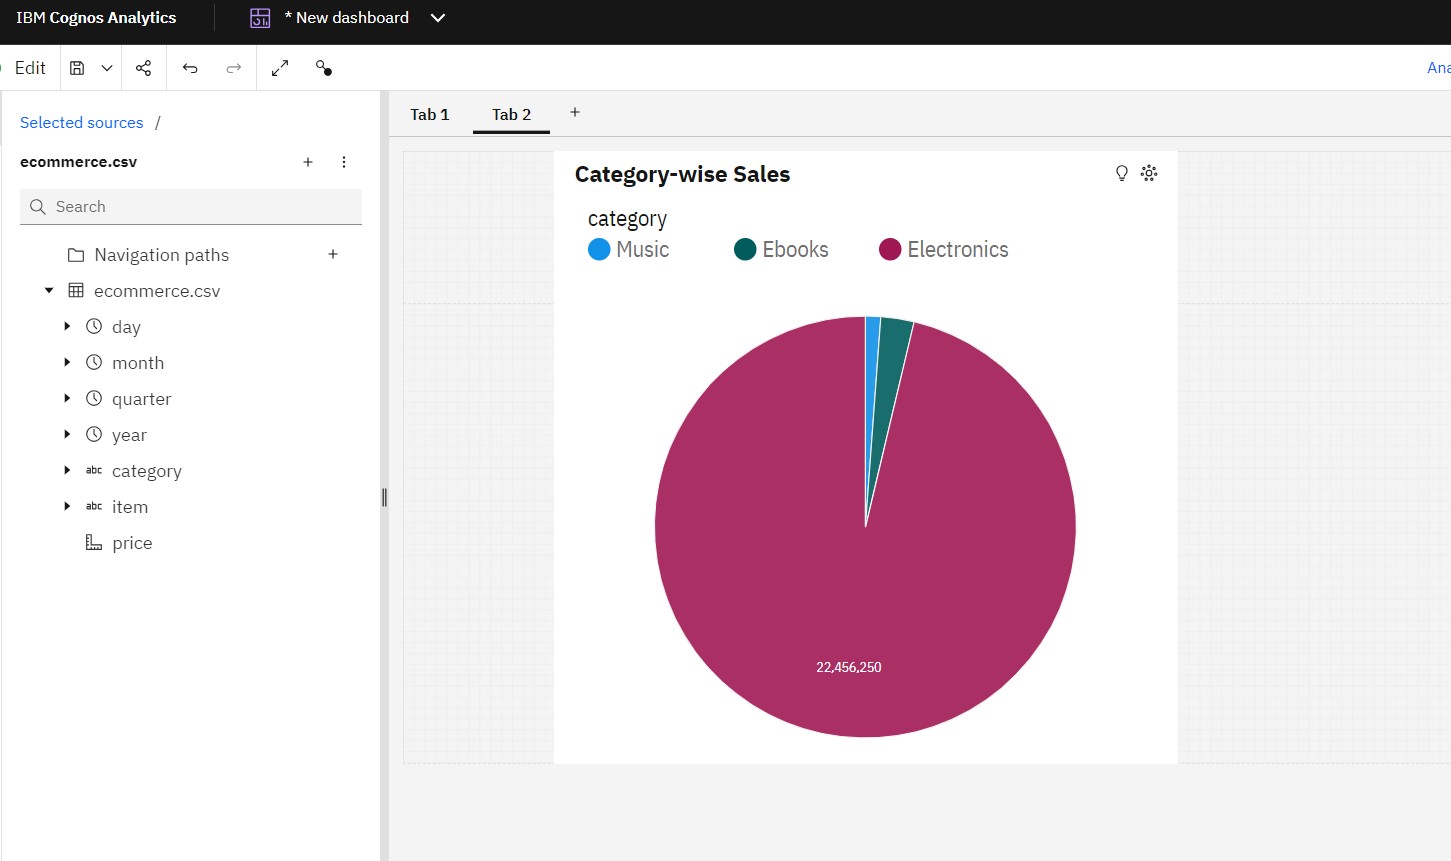 IBM Cognos Analytics
* New dashboard
Edit
Ana
Selected sources /
ecommerce.csv
Search
Navigation paths
ecommerce.csv
day
month
quarter
year
abc category
abc item
price
Tab 1
Tab 2
Category-wise Sales
category
Music Ebooks Electronics
22,456,250